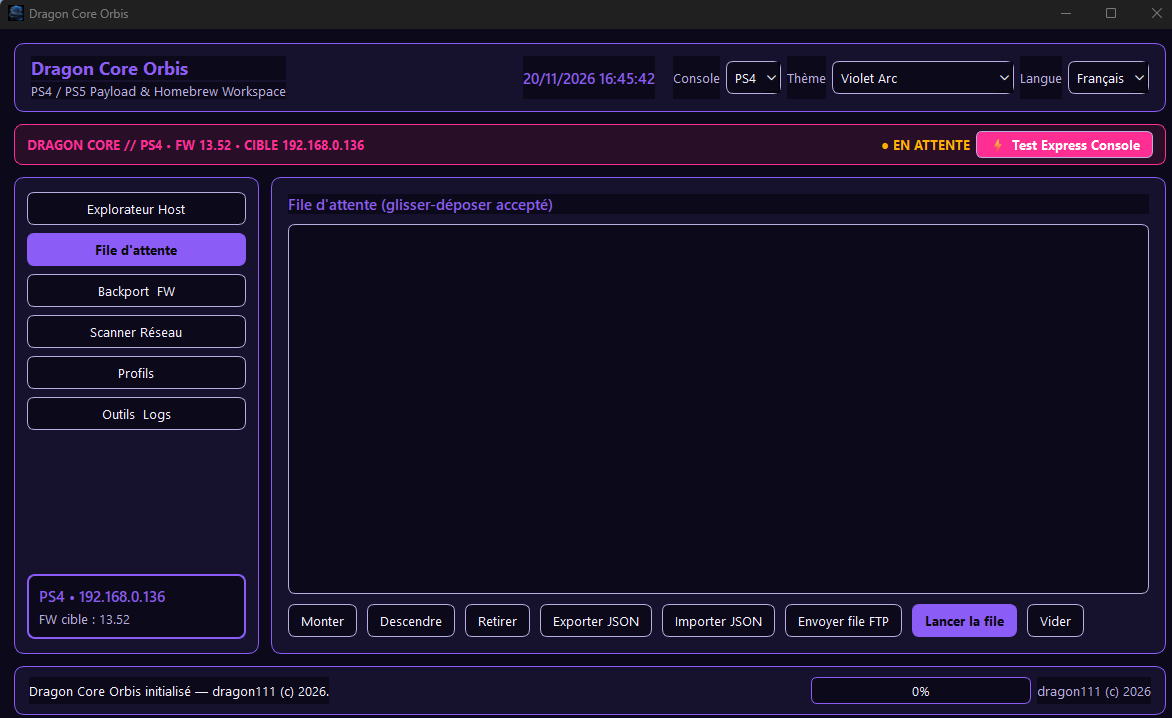 Dragon Core Orbis
Dragon Core Orbis
PS4 / PS5 Payload & Homebrew Workspace
20/11/2026 16:45:42
Console
PS4
Thème
Violet Arc
Langue
Français
DRAGON CORE // PS4 • FW 13.52 • CIBLE 192.168.0.136
● EN ATTENTE
⚡ Test Express Console
Explorateur Host
File d'attente
Backport  FW
Scanner Réseau
Profils
Outils  Logs
PS4 • 192.168.0.136
FW cible : 13.52
File d'attente (glisser-déposer accepté)
Monter
Descendre
Retirer
Exporter JSON
Importer JSON
Envoyer file FTP
Lancer la file
Vider
Dragon Core Orbis initialisé — dragon111 (c) 2026.
0%
dragon111 (c) 2026